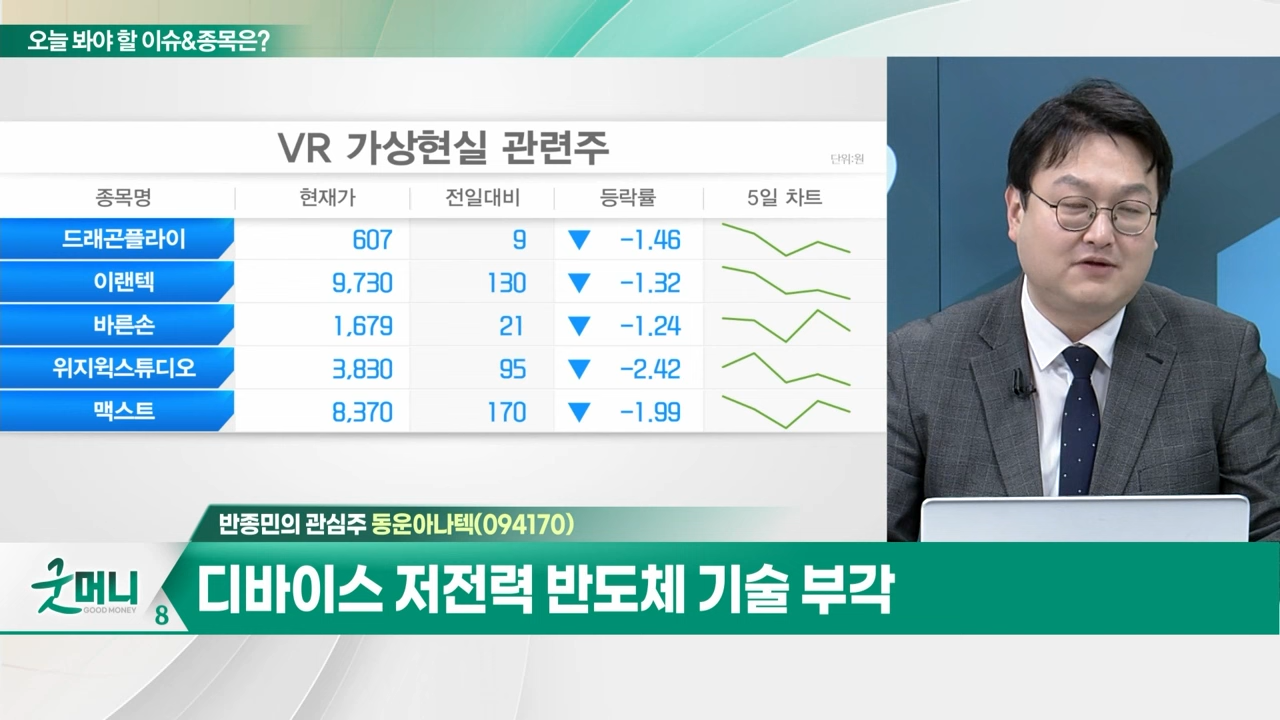 오늘 봐야 할 이슈&종목은?
VR 가상현실 관련주
단위:원
종목명 현재가 전일대비 등락률 5일 차트
드래곤플라이 607 9 ▼ -1.46
이랜텍 9,730 130 ▼ -1.32
바른손 1,679 21 ▼ -1.24
위지윅스튜디오 3,830 95 ▼ -2.42
맥스트 8,370 170 ▼ -1.99
반종민의 관심주 동운아나텍(094170)
굿머니
GOOD MONEY
8
디바이스 저전력 반도체 기술 부각